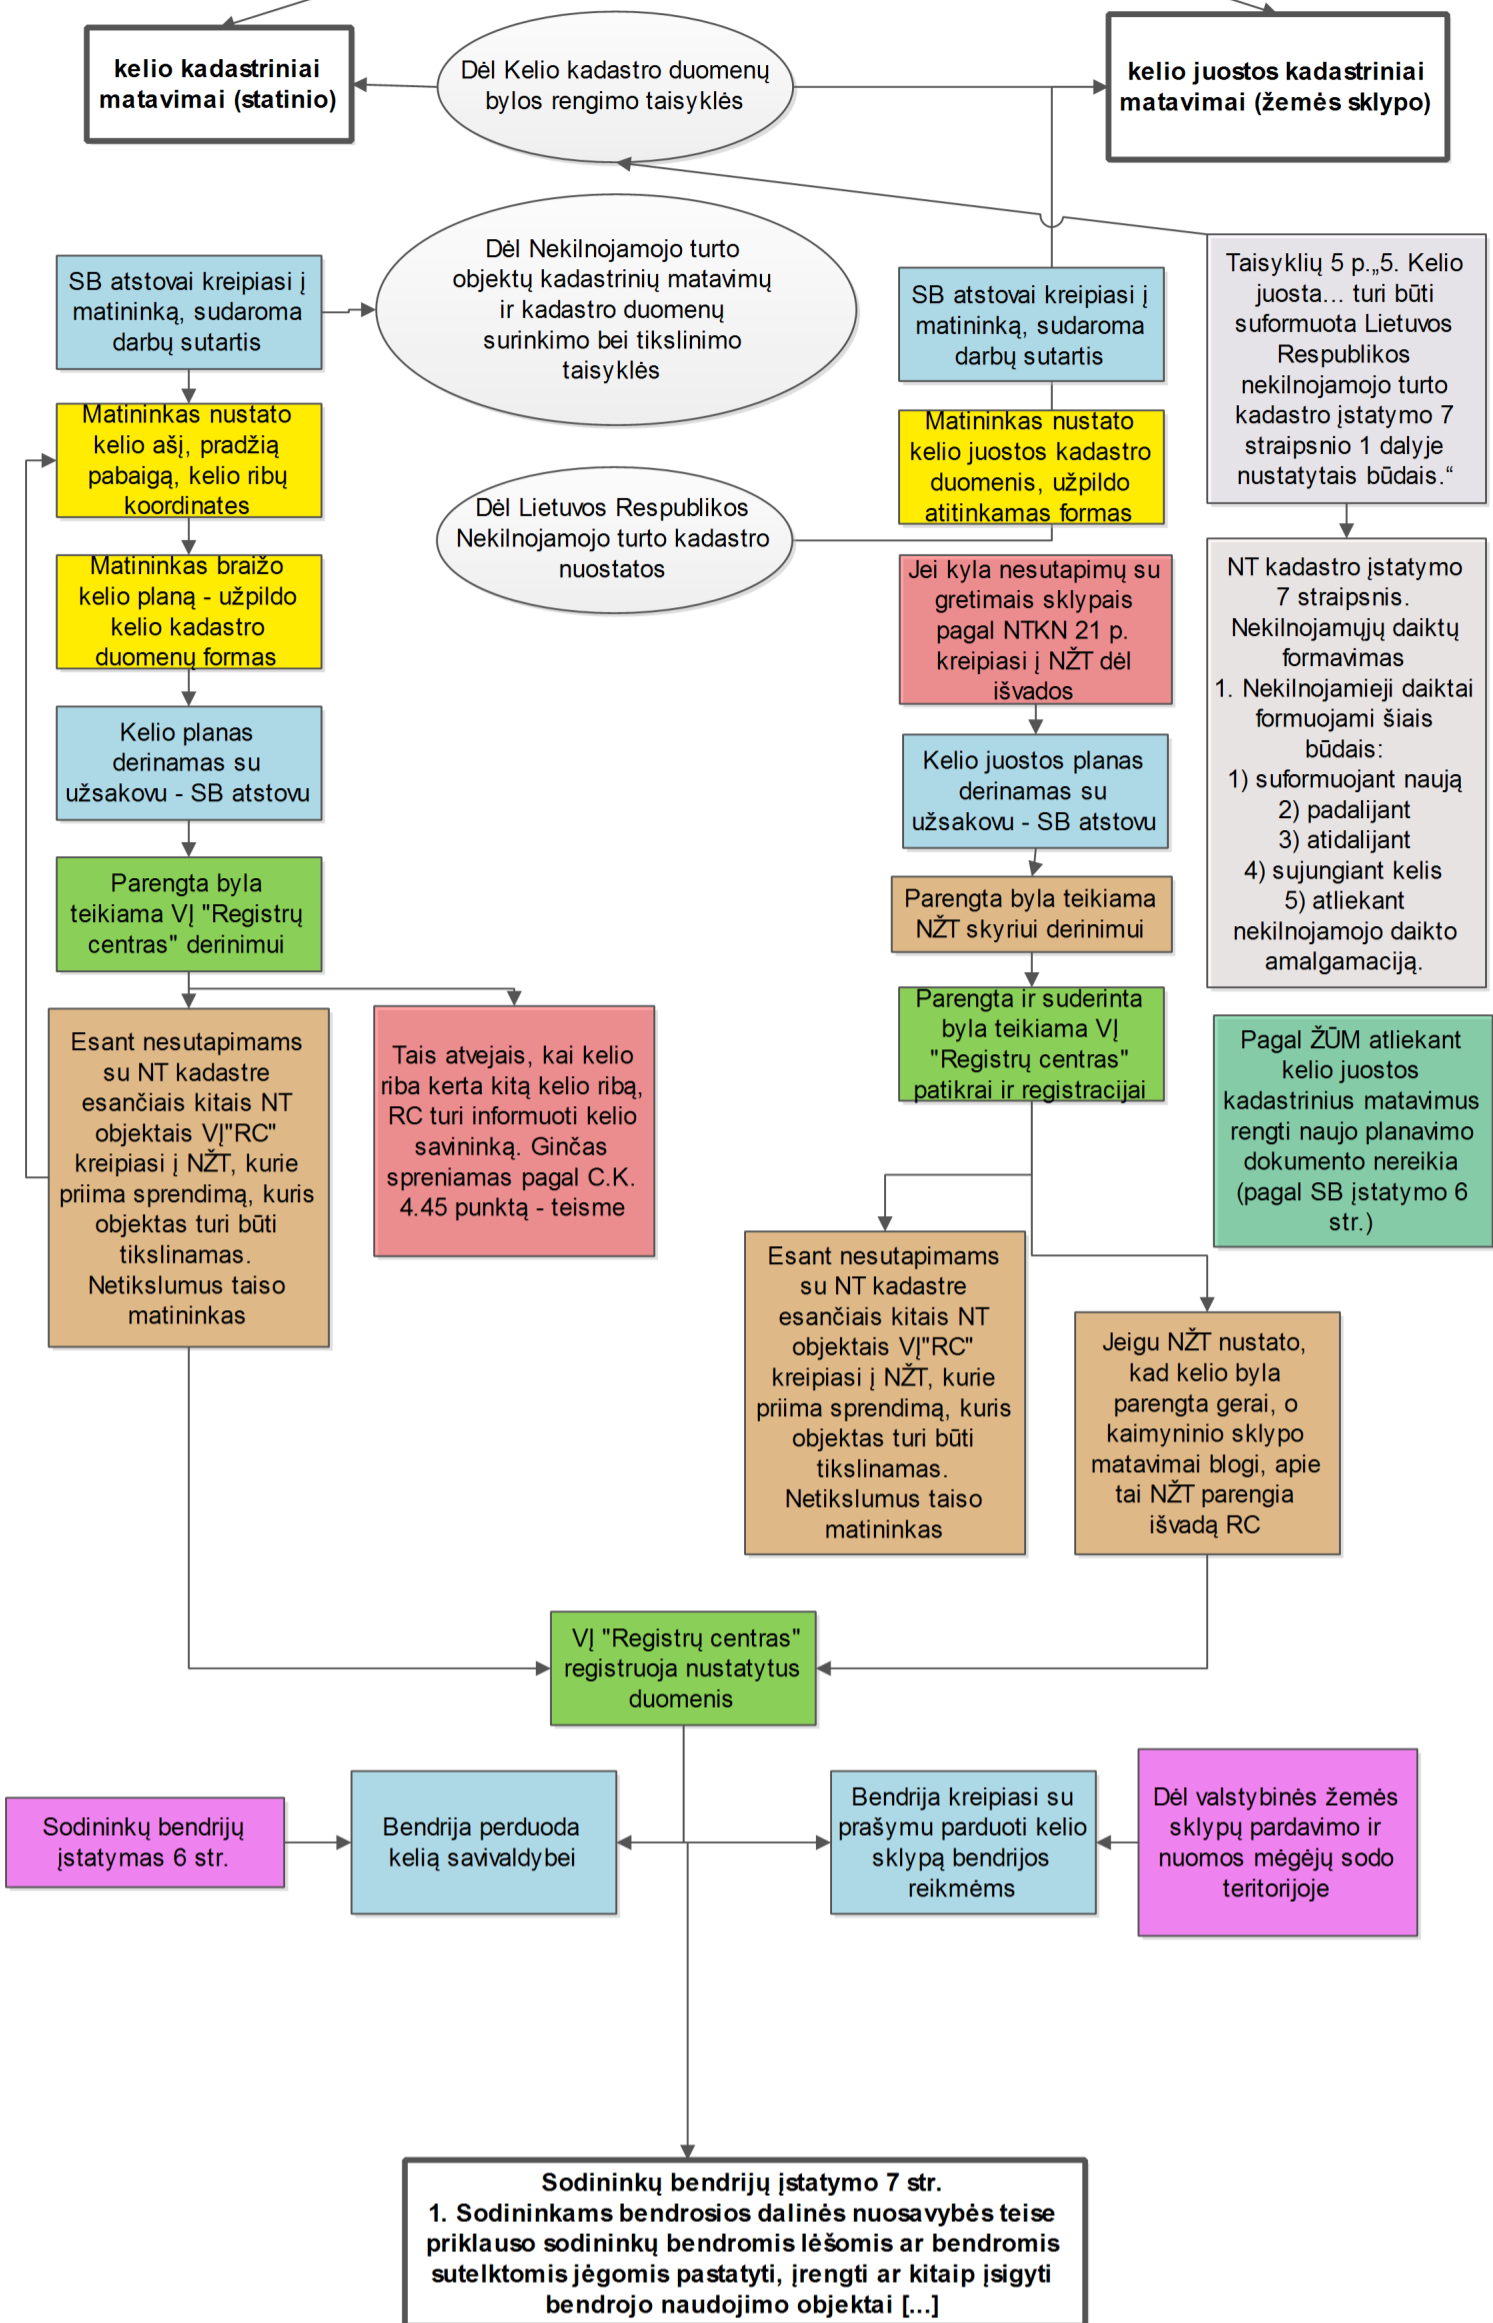 kelio kadastriniai
matavimai (statinio)
Dėl Kelio kadastro duomenų
bylos rengimo taisyklės
kelio juostos kadastriniai
matavimai (žemės sklypo)
SB atstovai kreipiasi į
matininką, sudaroma
darbų sutartis
Dėl Nekilnojamojo turto
objektų kadastrinių matavimų
ir kadastro duomenų
surinkimo bei tikslinimo
taisyklės
SB atstovai kreipiasi į
matininką, sudaroma
darbų sutartis
Taisyklių 5 p.„5. Kelio
juosta... turi būti
suformuota Lietuvos
Respublikos
nekilnojamojo turto
kadastro įstatymo 7
straipsnio 1 dalyje
nustatytais būdais.“
Matininkas nustato
kelio ašį, pradžią
pabaigą, kelio ribų
koordinates
Matininkas nustato
kelio juostos kadastro
duomenis, užpildo
atitinkamas formas
Dėl Lietuvos Respublikos
Nekilnojamojo turto kadastro
nuostatos
Matininkas braižo
kelio planą - užpildo
kelio kadastro
duomenų formas
Jei kyla nesutapimų su
gretimais sklypais
pagal NTKN 21 p.
kreipiasi į NŽT dėl
išvados
NT kadastro įstatymo
7 straipsnis.
Nekilnojamųjų daiktų
formavimas
1. Nekilnojamieji daiktai
formuojami šiais
būdais:
1) suformuojant naują
2) padalijant
3) atidalijant
4) sujungiant kelis
5) atliekant
nekilnojamojo daikto
amalgamaciją.
Kelio planas
derinamas su
užsakovu - SB atstovu
Kelio juostos planas
derinamas su
užsakovu - SB atstovu
Parengta byla
teikiama VĮ "Registrų
centras" derinimui
Parengta byla teikiama
NŽT skyriui derinimui
Parengta ir suderinta
byla teikiama VĮ
"Registrų centras"
patikrai ir registracijai
Esant nesutapimams
su NT kadastre
esančiais kitais NT
objektais VĮ"RC"
kreipiasi į NŽT, kurie
priima sprendimą, kuris
objektas turi būti
tikslinamas.
Netikslumus taiso
matininkas
Tais atvejais, kai kelio
riba kerta kitą kelio ribą,
RC turi informuoti kelio
savininką. Ginčas
spreniamas pagal C.K.
4.45 punktą - teisme
Pagal ŽŪM atliekant
kelio juostos
kadastrinius matavimus
rengti naujo planavimo
dokumento nereikia
(pagal SB įstatymo 6
str.)
Esant nesutapimams
su NT kadastre
esančiais kitais NT
objektais VĮ"RC"
kreipiasi į NŽT, kurie
priima sprendimą, kuris
objektas turi būti
tikslinamas.
Netikslumus taiso
matininkas
Jeigu NŽT nustato,
kad kelio byla
parengta gerai, o
kaimyninio sklypo
matavimai blogi, apie
tai NŽT parengia
išvadą RC
VĮ "Registrų centras"
registruoja nustatytus
duomenis
Sodininkų bendrijų
įstatymas 6 str.
Bendrija perduoda
kelią savivaldybei
Bendrija kreipiasi su
prašymu parduoti kelio
sklypą bendrijos
reikmėms
Dėl valstybinės žemės
sklypų pardavimo ir
nuomos mėgėjų sodo
teritorijoje
Sodininkų bendrijų įstatymo 7 str.
1. Sodininkams bendrosios dalinės nuosavybės teise
priklauso sodininkų bendromis lėšomis ar bendromis
sutelktomis jėgomis pastatyti, įrengti ar kitaip įsigyti
bendrojo naudojimo objektai [...]